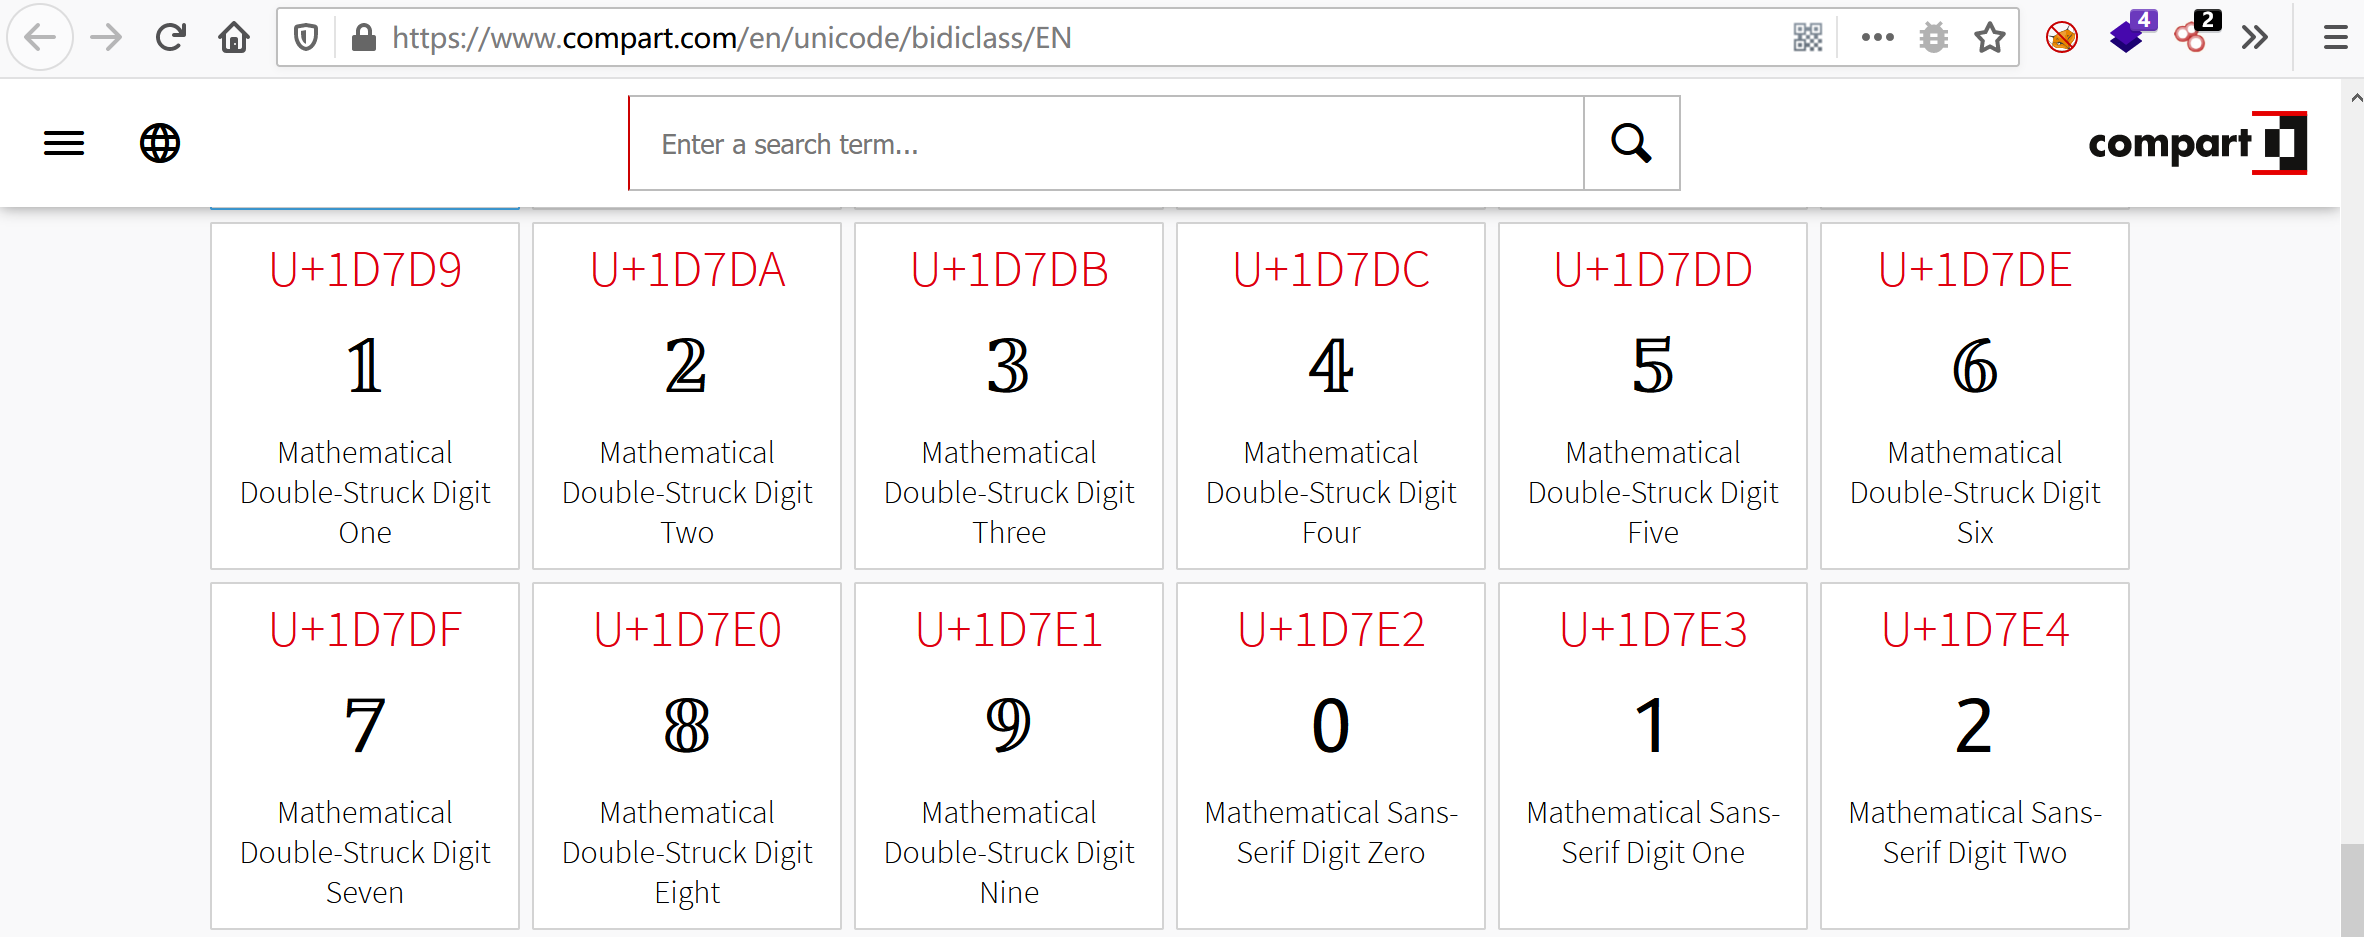 https://www.compart.com/en/unicode/bidiclass/EN
4
2
Enter a search term...
compart
U+1D7D9
𝟙
Mathematical
Double-Struck Digit
One
U+1D7DA
𝟚
Mathematical
Double-Struck Digit
Two
U+1D7DB
𝟛
Mathematical
Double-Struck Digit
Three
U+1D7DC
𝟜
Mathematical
Double-Struck Digit
Four
U+1D7DD
𝟝
Mathematical
Double-Struck Digit
Five
U+1D7DE
𝟞
Mathematical
Double-Struck Digit
Six
U+1D7DF
𝟟
Mathematical
Double-Struck Digit
Seven
U+1D7E0
𝟠
Mathematical
Double-Struck Digit
Eight
U+1D7E1
𝟡
Mathematical
Double-Struck Digit
Nine
U+1D7E2
𝟢
Mathematical Sans-
Serif Digit Zero
U+1D7E3
𝟣
Mathematical Sans-
Serif Digit One
U+1D7E4
𝟤
Mathematical Sans-
Serif Digit Two